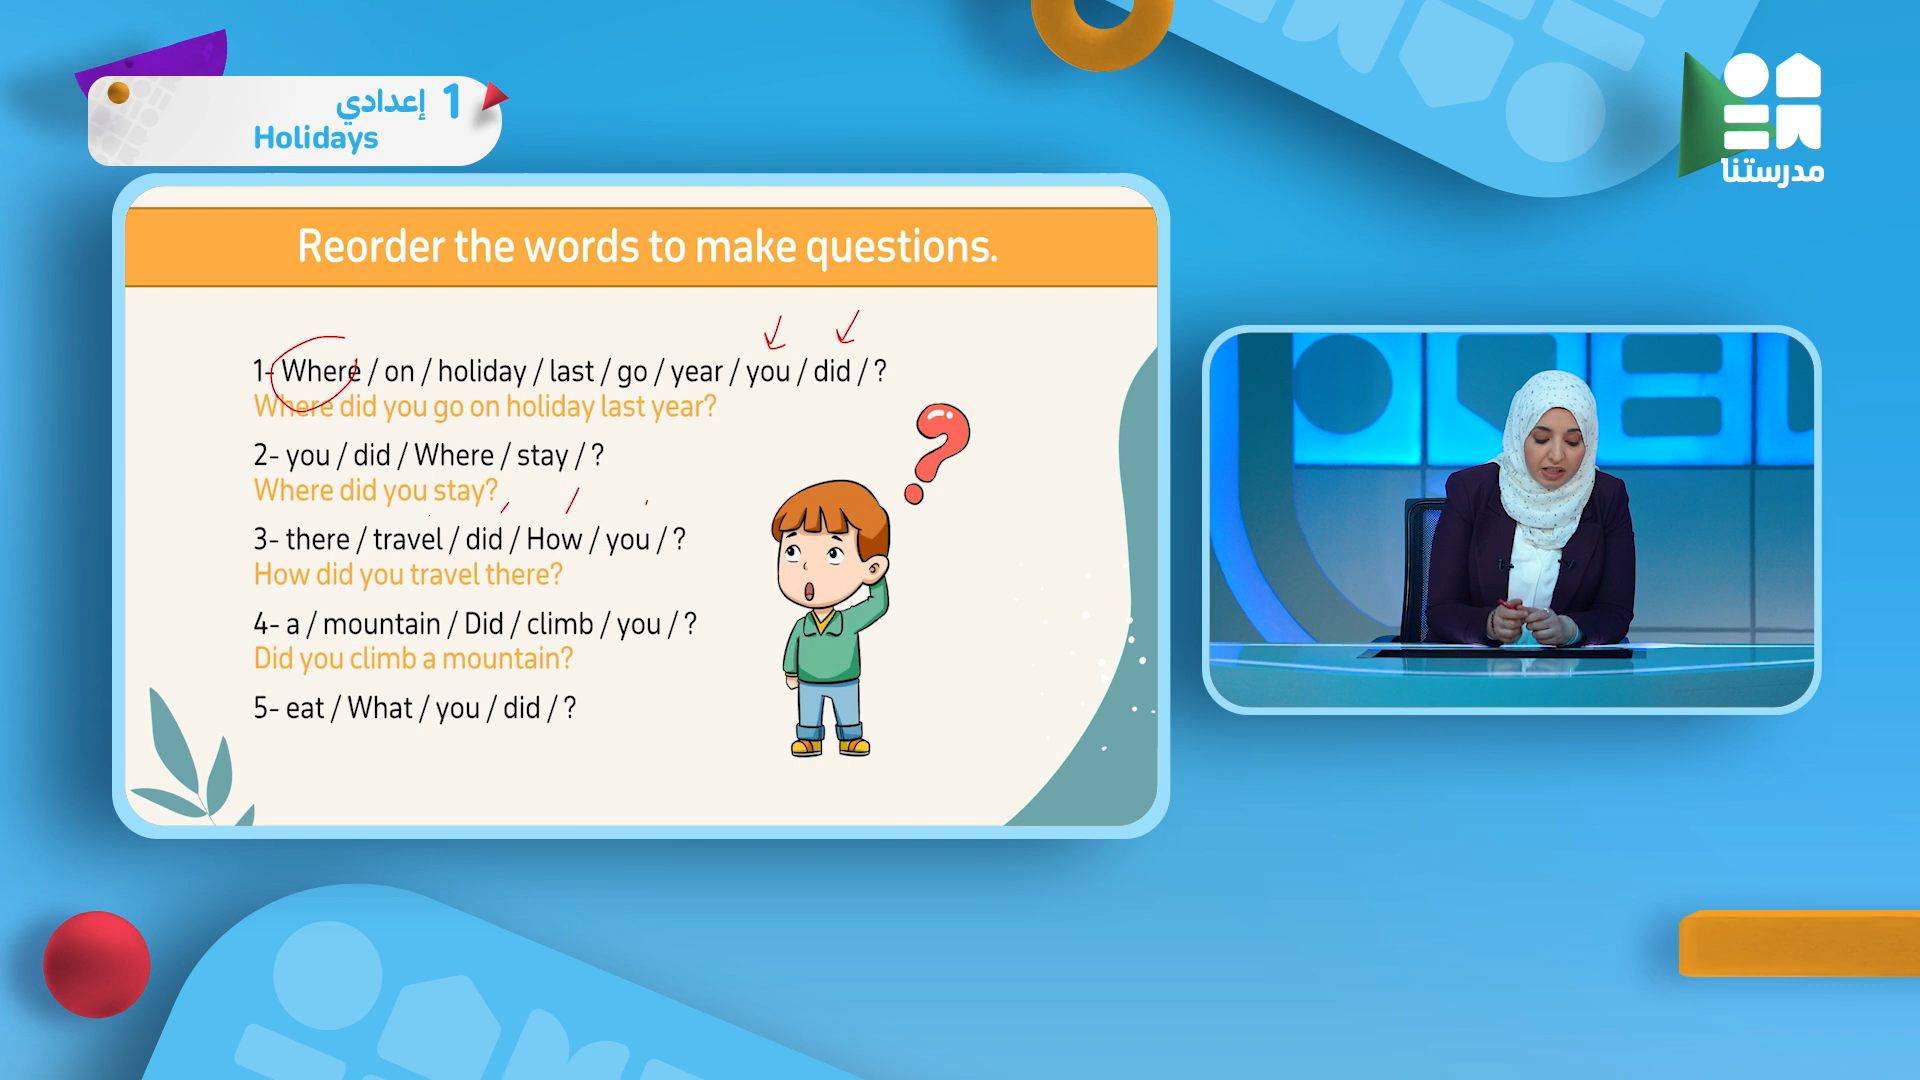 1 إعدادي
Holidays
مدرستنا
Reorder the words to make questions.
1- Where / on / holiday / last / go / year / you / did / ?
Where did you go on holiday last year?
2- you / did / Where / stay / ?
Where did you stay?
3- there / travel / did / How / you / ?
How did you travel there?
4- a / mountain / Did / climb / you / ?
Did you climb a mountain?
5- eat / What / you / did / ?